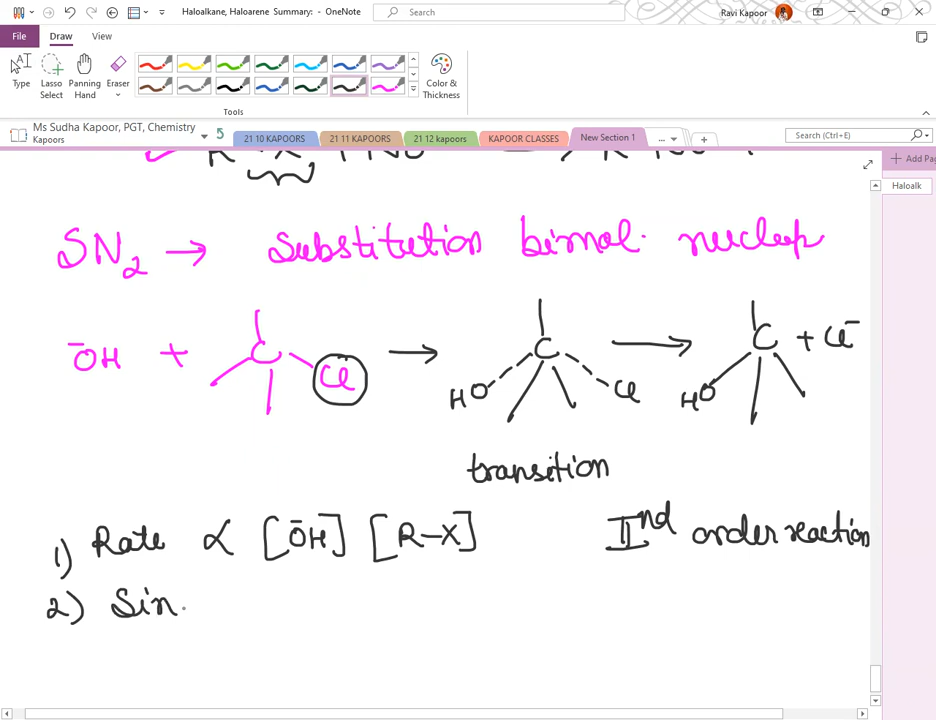 Haloalkane, Haloarene Summary: - OneNote
Search
Ravi Kapoor
File Draw View
Type
Lasso Select
Panning Hand
Eraser
Color & Thickness
Tools
Ms Sudha Kapoor, PGT, Chemistry
Kapoors
21 10 KAPOORS
21 11 KAPOORS
21 12 kapoors
KAPOOR CLASSES
New Section 1
...
+
Search (Ctrl+E)
Add Pag
Haloalk
SN2 → Substitution bimol. nucleop
ŌH + C Cl → HO C Cl → HO C + Cl⁻
transition
1) Rate ∝ [ŌH] [R-X] IInd order reaction
2) Sin